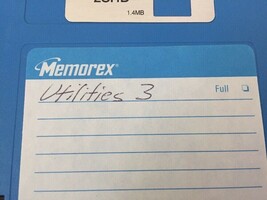 1.4MB
Memorex
Utilities 3
Full